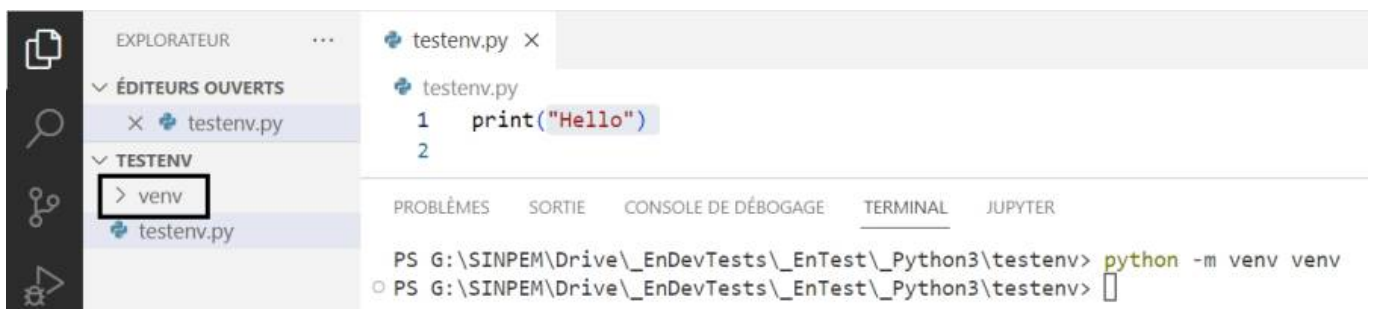 EXPLORATEUR ...
ÉDITEURS OUVERTS
testenv.py
TESTENV
venv
testenv.py
testenv.py
testenv.py
1 print("Hello")
2
PROBLÈMES SORTIE CONSOLE DE DÉBOGAGE TERMINAL JUPYTER
PS G:\SINPEM\Drive\_EnDevTests\_EnTest\_Python3\testenv> python -m venv venv
PS G:\SINPEM\Drive\_EnDevTests\_EnTest\_Python3\testenv>